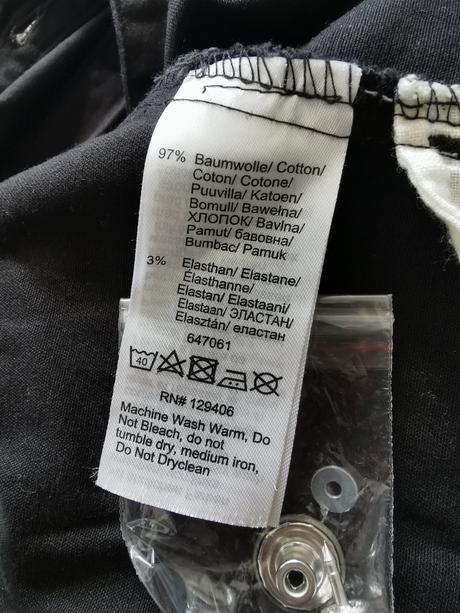 97% Baumwolle/ Cotton/
Coton/ Cotone/
Puuvilla/ Katoen/
Bomull/ Bawełna/
ХЛОПОК/ Bavlna/
Pamut/ бавовна/
Bumbac/ Pamuk
3% Elasthan/ Elastane/
Élasthanne/
Elastan/ Elastaani/
Elastaan/ ЭЛАСТАН/
Elasztán/ еластан
647061
40
RN# 129406
Machine Wash Warm, Do
Not Bleach, do not
tumble dry, medium iron,
Do Not Dryclean